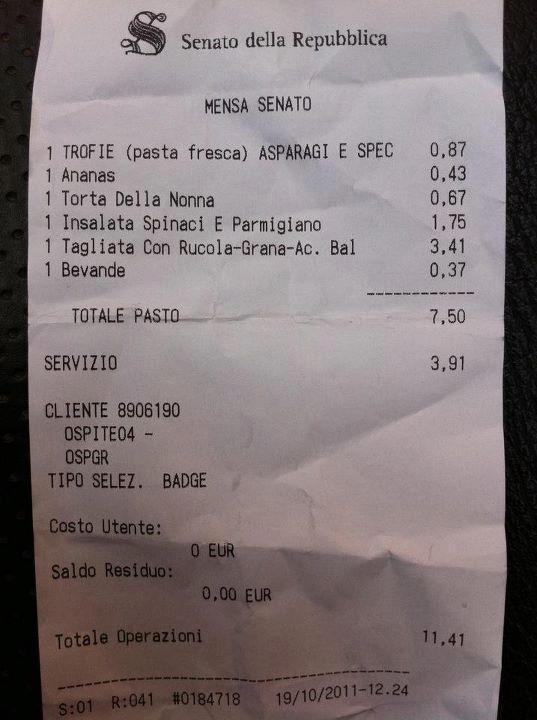 Senato della Repubblica
MENSA SENATO
1 TROFIE (pasta fresca) ASPARAGI E SPEC 0,87
1 Ananas 0,43
1 Torta Della Nonna 0,67
1 Insalata Spinaci E Parmigiano 1,75
1 Tagliata Con Rucola-Grana-Ac. Bal 3,41
1 Bevande 0,37
TOTALE PASTO 7,50
SERVIZIO 3,91
CLIENTE 8906190
OSPITE04 -
OSPGR
TIPO SELEZ. BADGE
Costo Utente:
0 EUR
Saldo Residuo:
0,00 EUR
Totale Operazioni 11,41
S:01 R:041 #0184718 19/10/2011-12.24